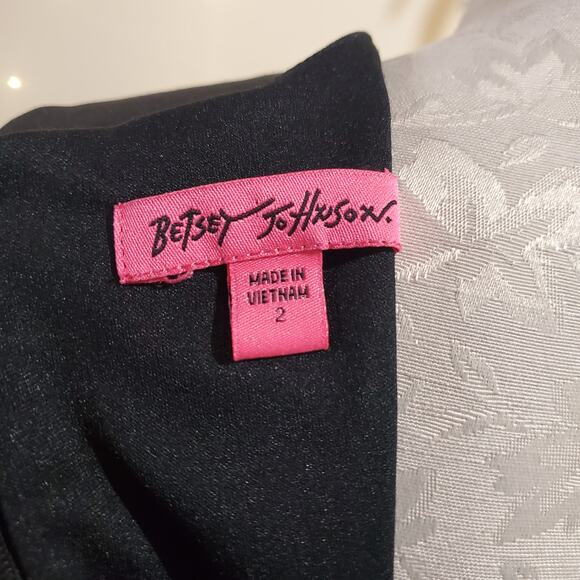 BETSEY JOHNSON.
MADE IN
VIETNAM
2